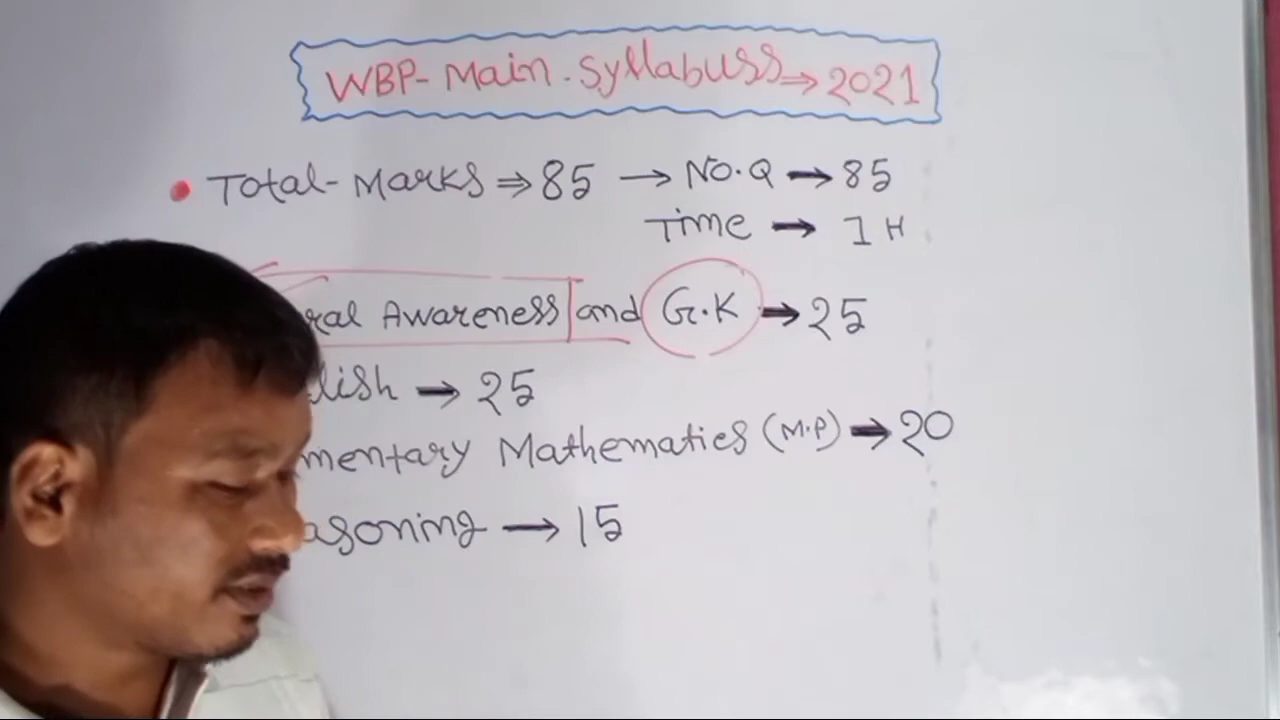 WBP- Main. Syllabuss → 2021
• Total- Marks ⇒ 85 → NO.Q → 85
Time → 1 H
Awareness and G.K → 25
→ 25
Mathematics (M.P) → 20
→ 15